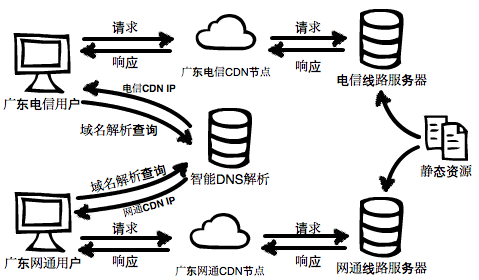 请求
请求
响应
响应
广东电信CDN节点
电信线路服务器
广东电信用户
电信CDN IP
域名解析查询
智能DNS解析
静态资源
域名解析查询
网通CDN IP
请求
请求
广东网通用户
响应
广东网通CDN节点
响应
网通线路服务器